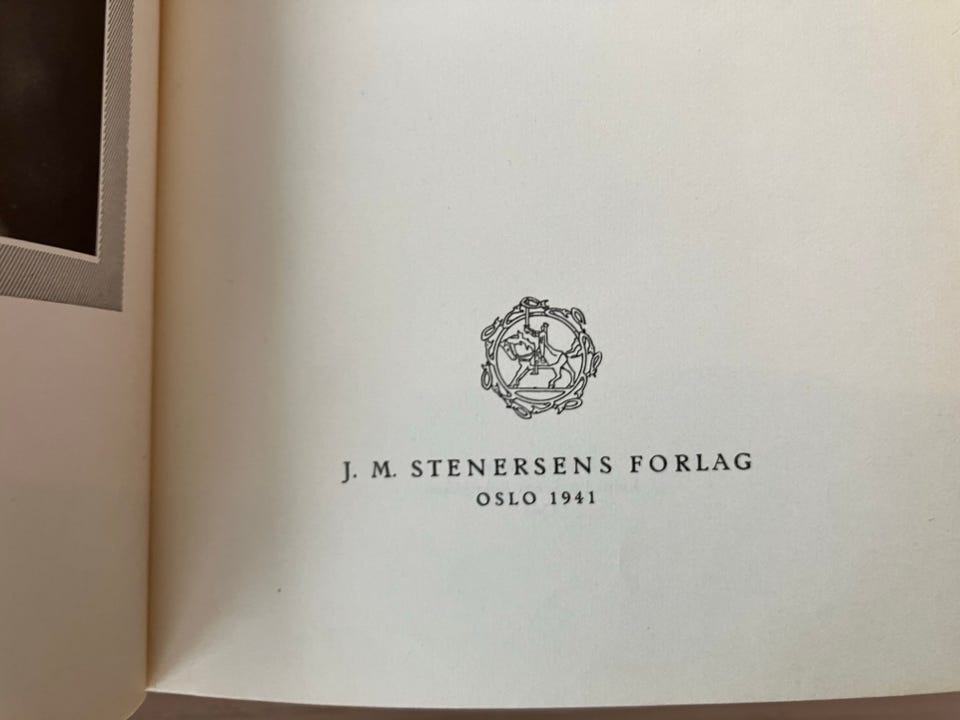 J. M. STENERSENS FORLAG
OSLO 1941